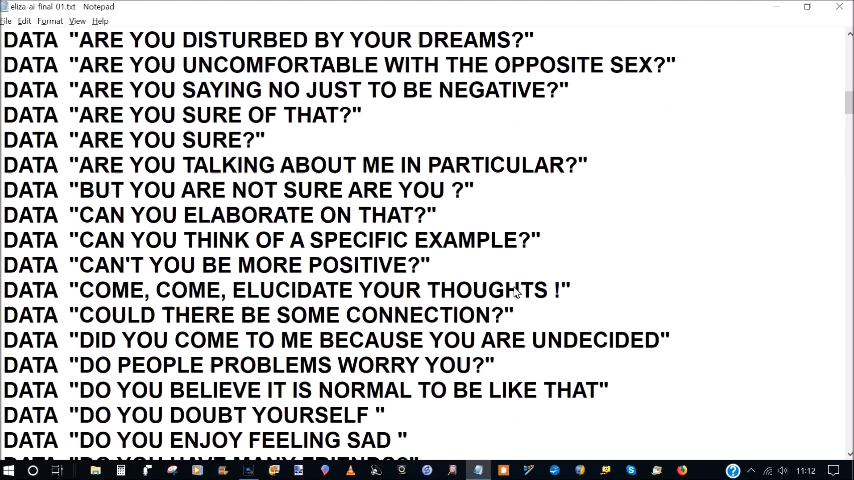 eliza ai final 01.txt - Notepad
File Edit Format View Help
DATA "ARE YOU DISTURBED BY YOUR DREAMS?"
DATA "ARE YOU UNCOMFORTABLE WITH THE OPPOSITE SEX?"
DATA "ARE YOU SAYING NO JUST TO BE NEGATIVE?"
DATA "ARE YOU SURE OF THAT?"
DATA "ARE YOU SURE?"
DATA "ARE YOU TALKING ABOUT ME IN PARTICULAR?"
DATA "BUT YOU ARE NOT SURE ARE YOU ?"
DATA "CAN YOU ELABORATE ON THAT?"
DATA "CAN YOU THINK OF A SPECIFIC EXAMPLE?"
DATA "CAN'T YOU BE MORE POSITIVE?"
DATA "COME, COME, ELUCIDATE YOUR THOUGHTS !"
DATA "COULD THERE BE SOME CONNECTION?"
DATA "DID YOU COME TO ME BECAUSE YOU ARE UNDECIDED"
DATA "DO PEOPLE PROBLEMS WORRY YOU?"
DATA "DO YOU BELIEVE IT IS NORMAL TO BE LIKE THAT"
DATA "DO YOU DOUBT YOURSELF "
DATA "DO YOU ENJOY FEELING SAD "
DATA "DO YOU HAVE MANY FRIENDS?"
11:12